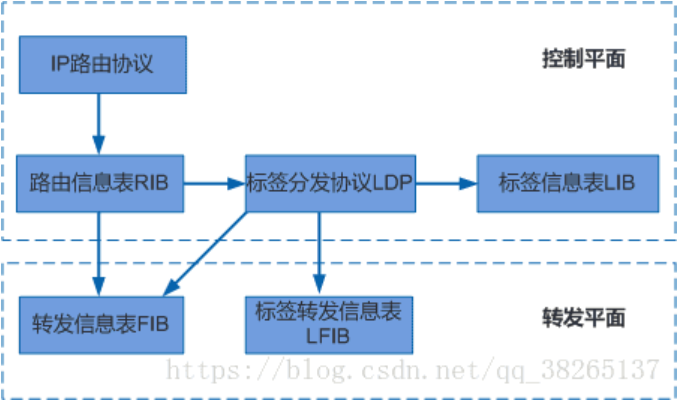 IP路由协议
控制平面
路由信息表RIB
标签分发协议LDP
标签信息表LIB
转发信息表FIB
标签转发信息表
LFIB
转发平面
https://blog.csdn.net/qq_38265137